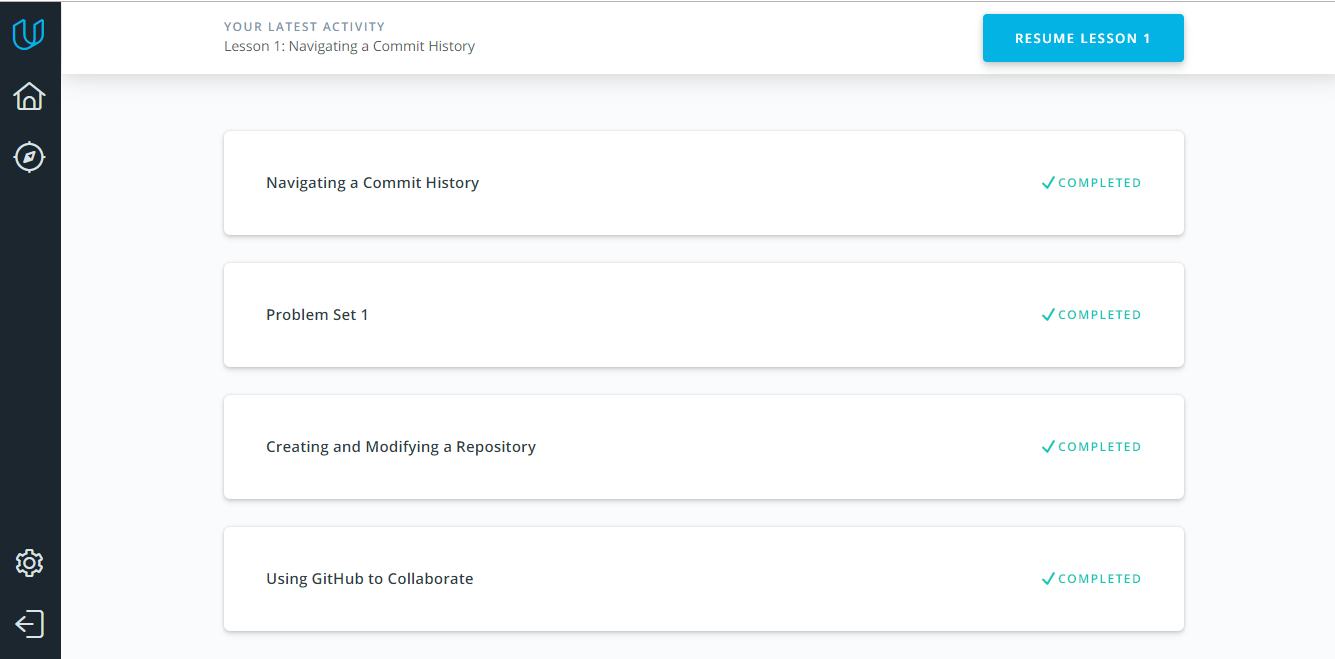 YOUR LATEST ACTIVITY
Lesson 1: Navigating a Commit History
RESUME LESSON 1
Navigating a Commit History
COMPLETED
Problem Set 1
COMPLETED
Creating and Modifying a Repository
COMPLETED
Using GitHub to Collaborate
COMPLETED